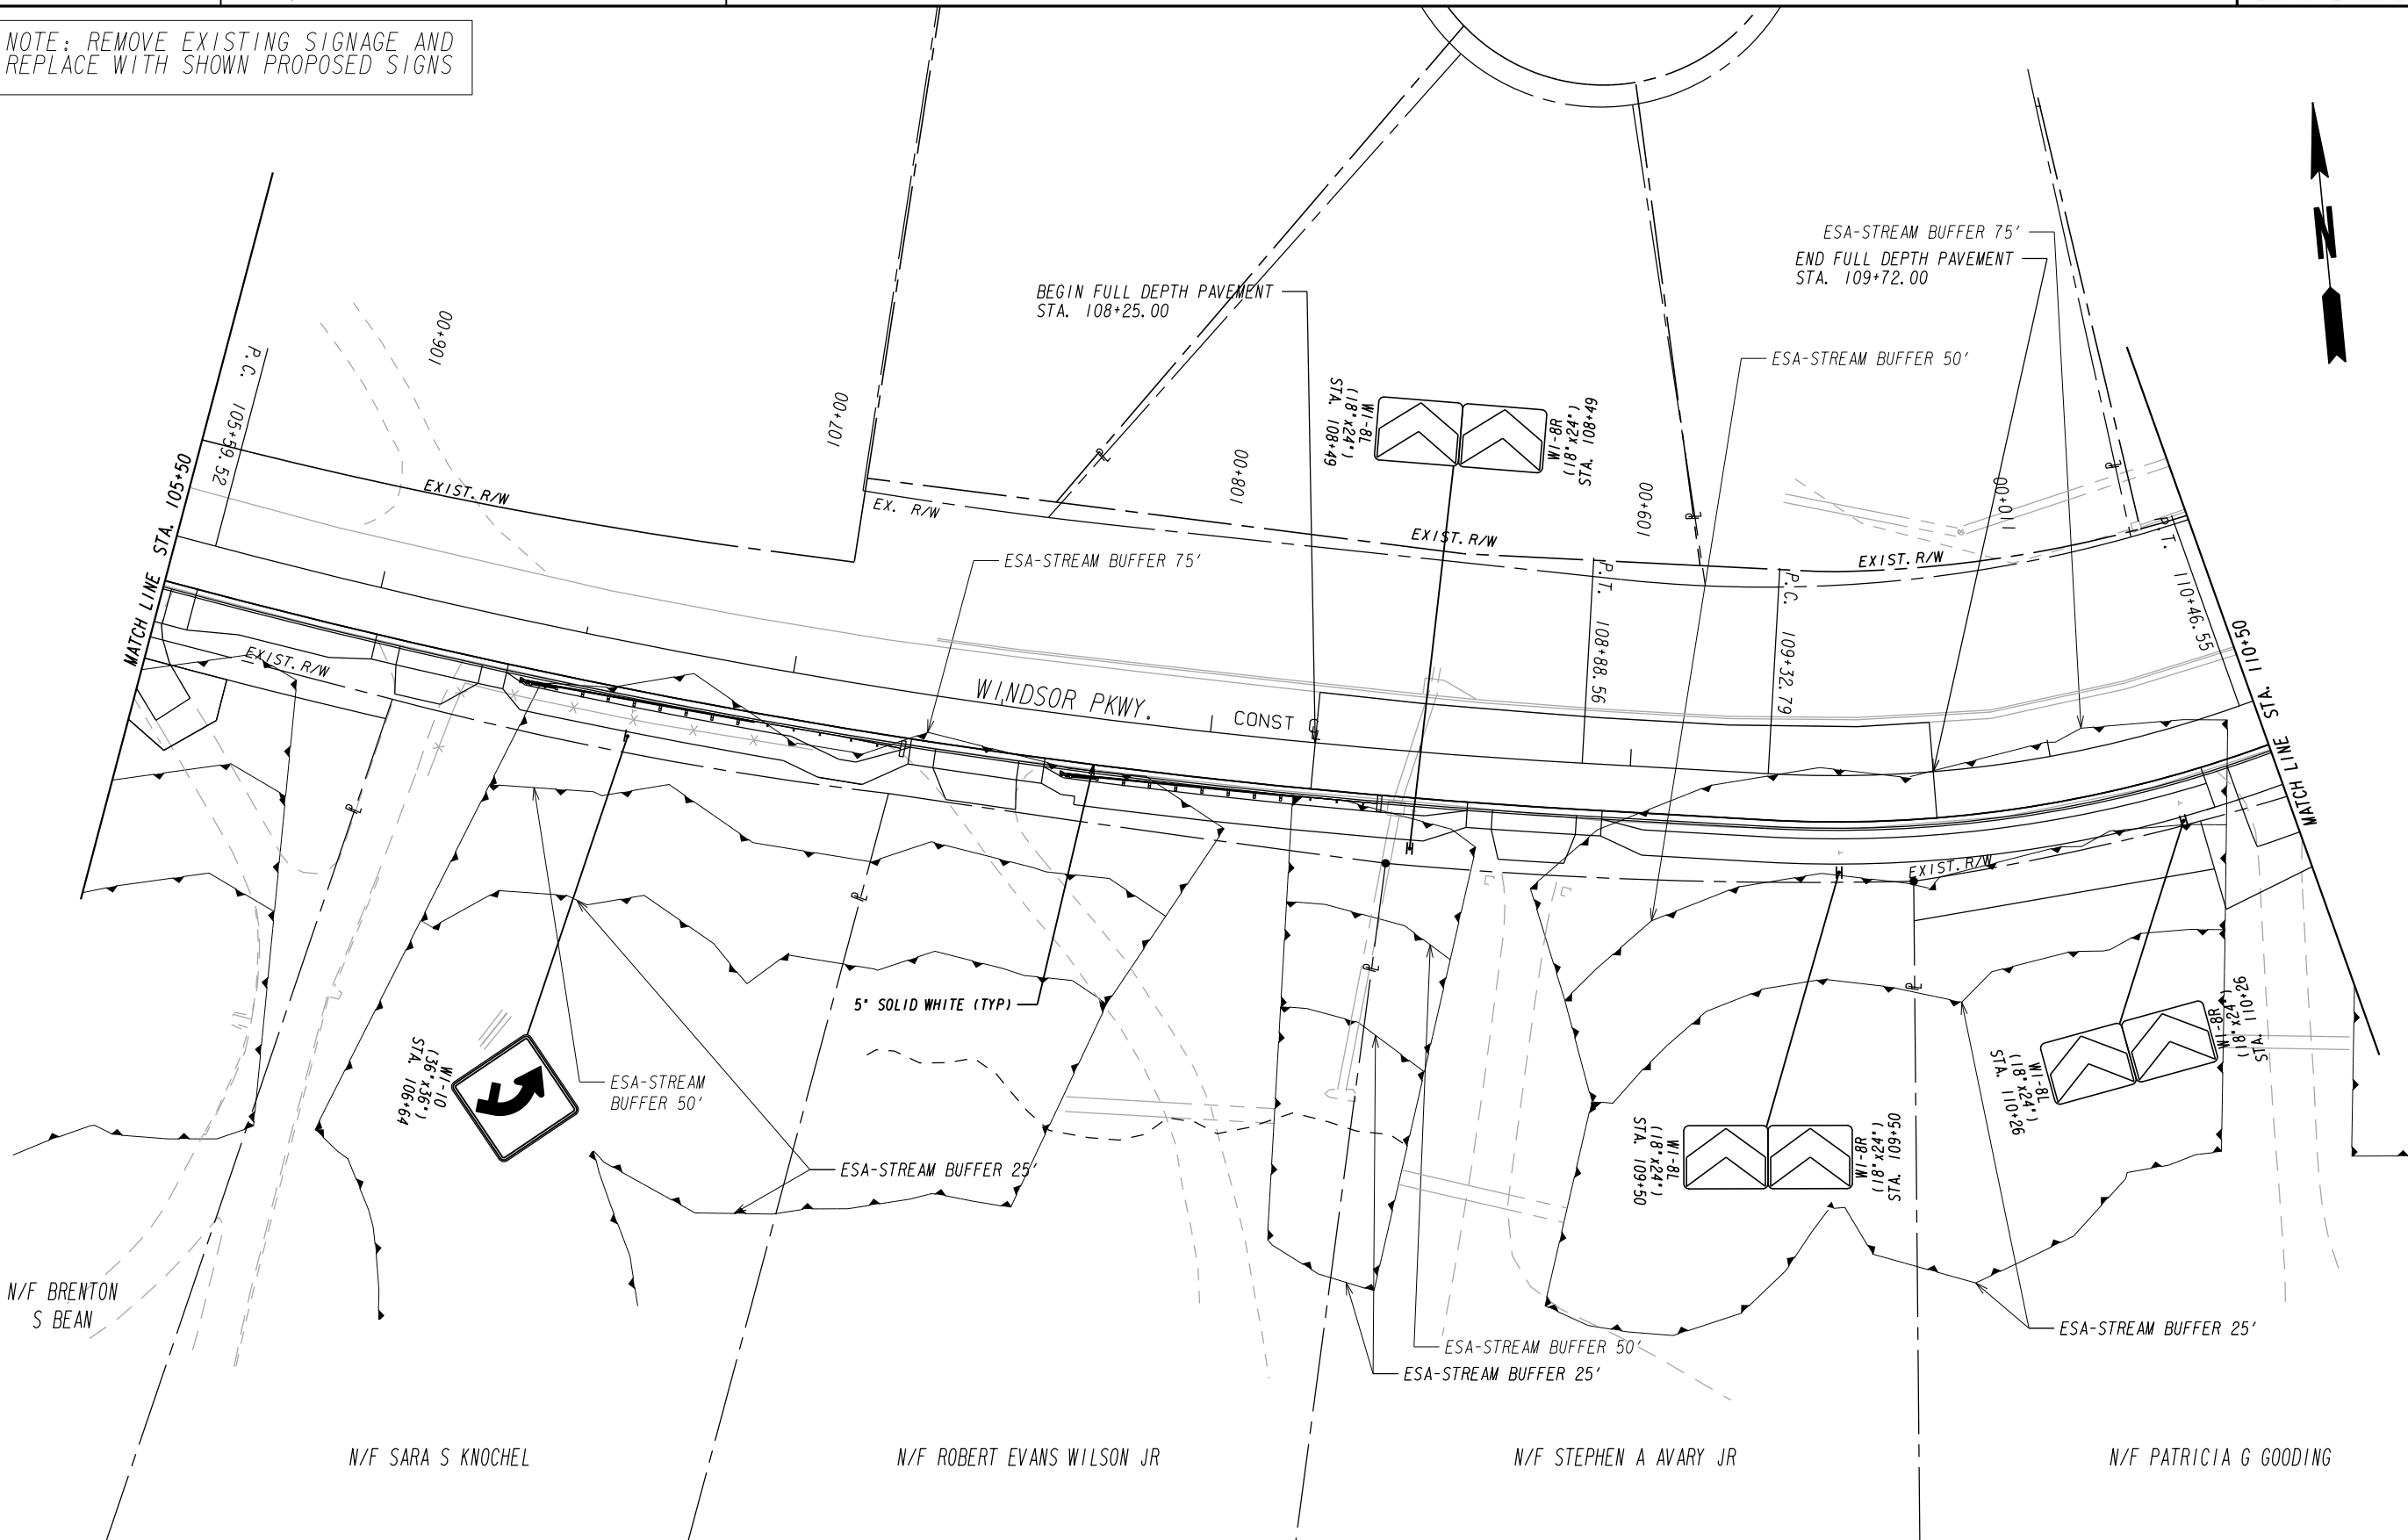 NOTE: REMOVE EXISTING SIGNAGE AND
REPLACE WITH SHOWN PROPOSED SIGNS
N
ESA-STREAM BUFFER 75'
END FULL DEPTH PAVEMENT
STA. 109+72.00
BEGIN FULL DEPTH PAVEMENT
STA. 108+25.00
ESA-STREAM BUFFER 50'
MATCH LINE STA. 105+50
P.C. 105+59.52
106+00
107+00
108+00
109+00
110+00
W1-8L
(18"x24")
STA. 108+49
W1-8R
(18"x24")
STA. 108+49
EXIST. R/W
EX. R/W
EXIST. R/W
EXIST. R/W
P.T. 108+88.56
P.C. 109+32.79
P.T. 110+46.55
MATCH LINE STA. 110+50
ESA-STREAM BUFFER 75'
EXIST. R/W
WINDSOR PKWY.
CONST ℄
EXIST. R/W
5" SOLID WHITE (TYP)
W1-10
(36"x36")
STA. 106+64
ESA-STREAM
BUFFER 50'
ESA-STREAM BUFFER 25'
W1-8L
(18"x24")
STA. 109+50
W1-8R
(18"x24")
STA. 109+50
W1-8L
(18"x24")
STA. 110+26
W1-8R
(18"x24")
STA. 110+26
N/F BRENTON
S BEAN
ESA-STREAM BUFFER 50'
ESA-STREAM BUFFER 25'
ESA-STREAM BUFFER 25'
N/F SARA S KNOCHEL
N/F ROBERT EVANS WILSON JR
N/F STEPHEN A AVARY JR
N/F PATRICIA G GOODING